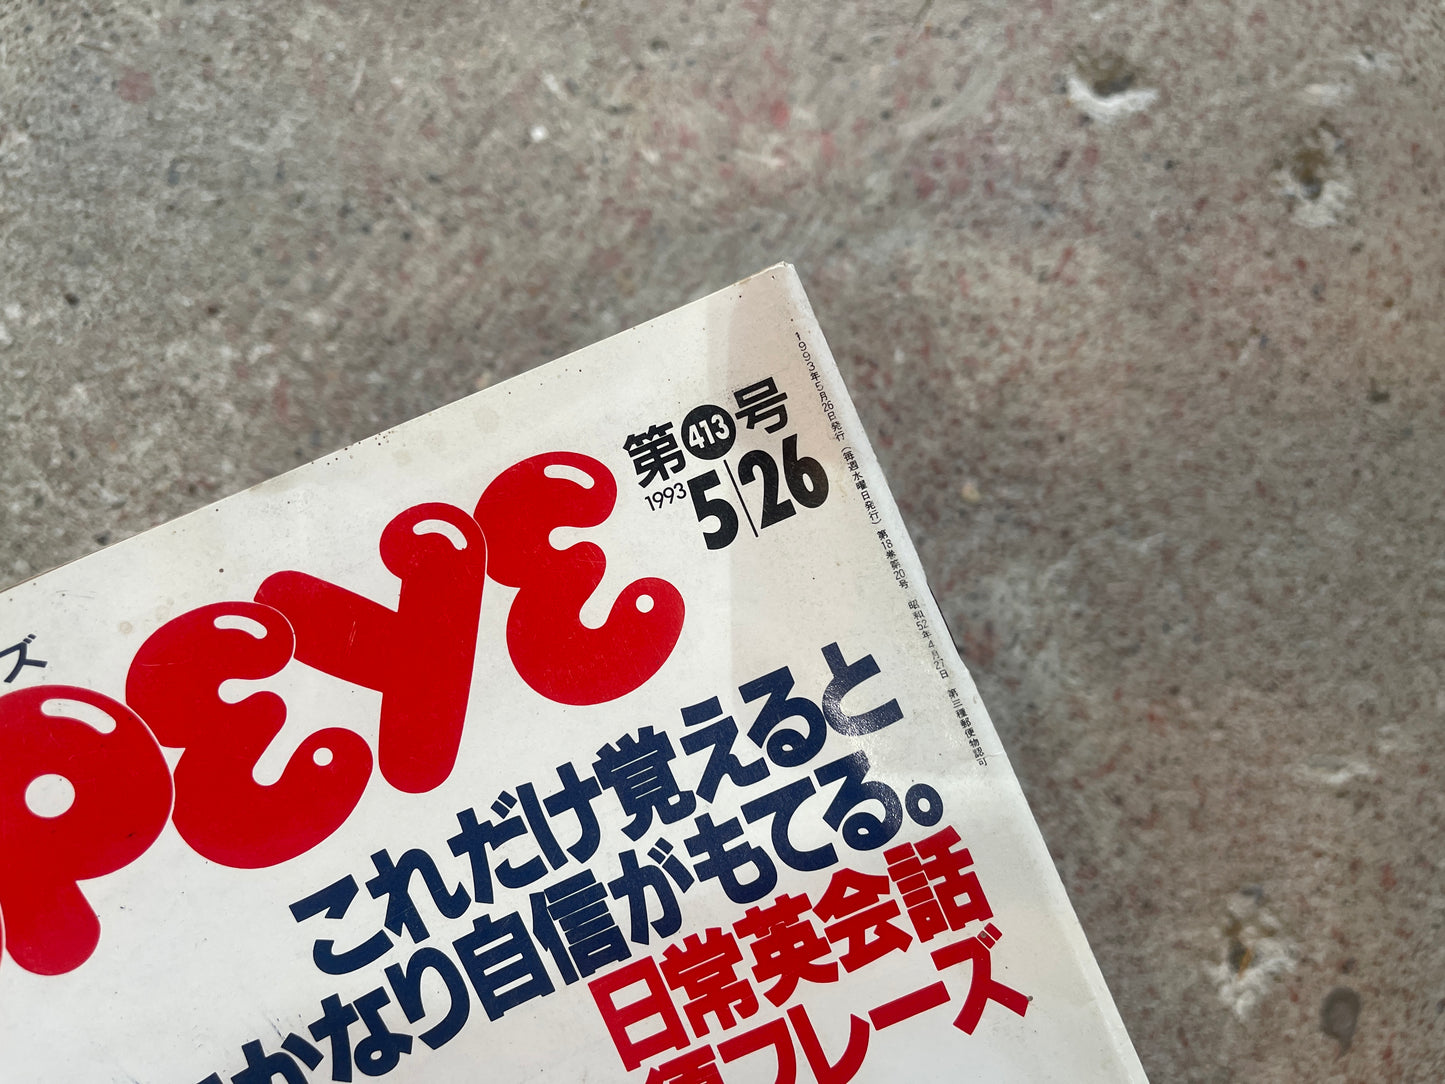 第413号
1993 5/26
1993年5月26日発行(毎週水曜日発行)第18巻第20号 昭和52年4月27日 第三種郵便物認可
ズ
PEYE
これだけ覚えると
かなり自信がもてる。
日常英会話
フレーズ